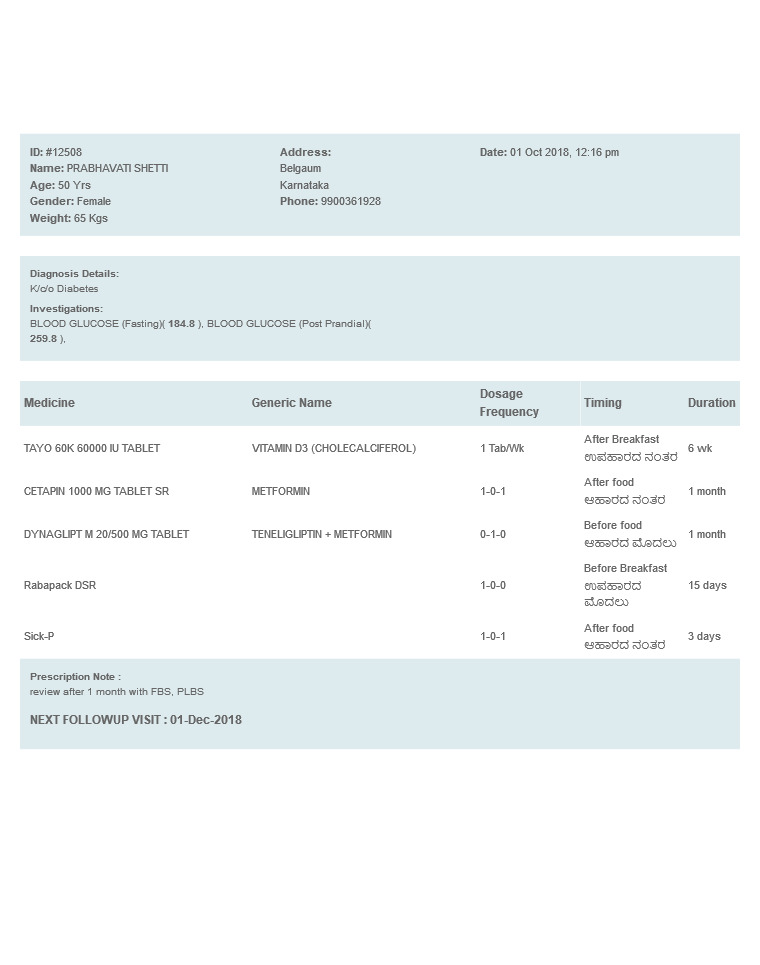 ID: #12508
Name: PRABHAVATI SHETTI
Age: 50 Yrs
Gender: Female
Weight: 65 Kgs
Address:
Belgaum
Karnataka
Phone: 9900361928
Date: 01 Oct 2018, 12:16 pm
Diagnosis Details:
K/c/o Diabetes
Investigations:
BLOOD GLUCOSE (Fasting)( 184.8 ), BLOOD GLUCOSE (Post Prandial)(
259.8 ),
Medicine Generic Name Dosage Frequency Timing Duration
TAYO 60K 60000 IU TABLET VITAMIN D3 (CHOLECALCIFEROL) 1 Tab/Wk After Breakfast ಉಪಹಾರದ ನಂತರ 6 wk
CETAPIN 1000 MG TABLET SR METFORMIN 1-0-1 After food ಆಹಾರದ ನಂತರ 1 month
DYNAGLIPT M 20/500 MG TABLET TENELIGLIPTIN + METFORMIN 0-1-0 Before food ಆಹಾರದ ಮೊದಲು 1 month
Rabapack DSR 1-0-0 Before Breakfast ಉಪಹಾರದ ಮೊದಲು 15 days
Sick-P 1-0-1 After food ಆಹಾರದ ನಂತರ 3 days
Prescription Note :
review after 1 month with FBS, PLBS
NEXT FOLLOWUP VISIT : 01-Dec-2018